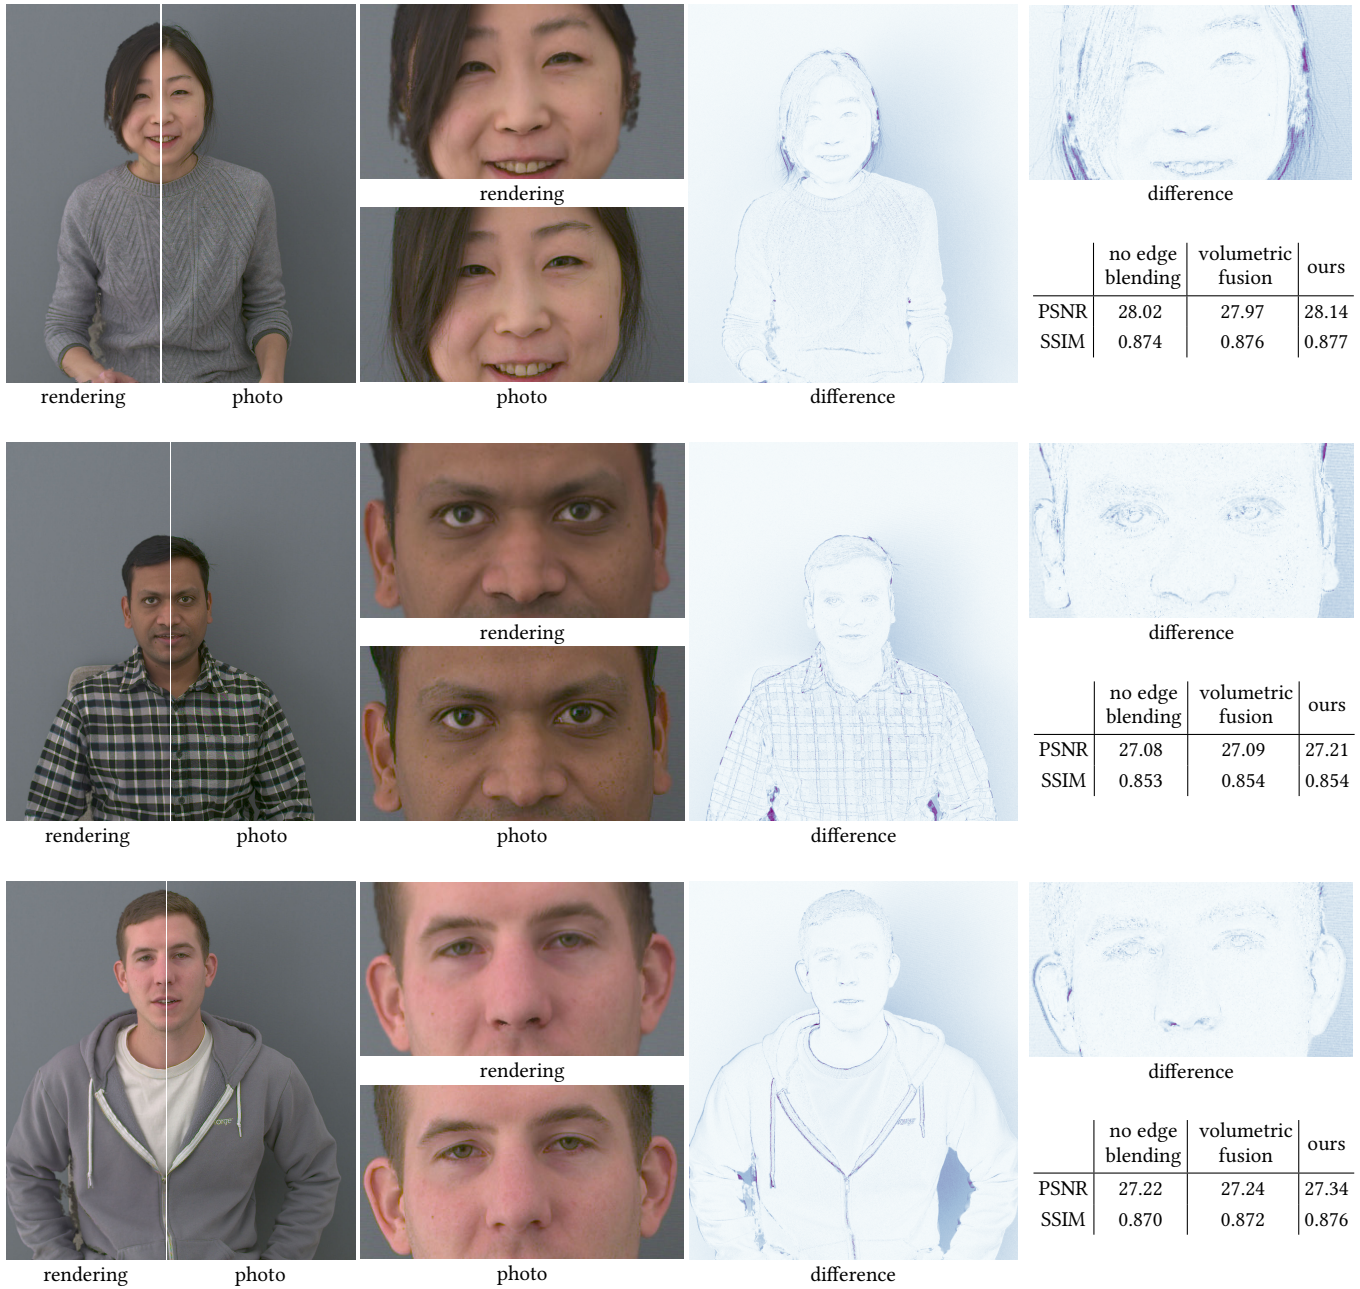 rendering
photo
rendering
photo
difference
difference
no edge blending | volumetric fusion | ours
PSNR 28.02 27.97 28.14
SSIM 0.874 0.876 0.877
rendering
photo
rendering
photo
difference
difference
no edge blending | volumetric fusion | ours
PSNR 27.08 27.09 27.21
SSIM 0.853 0.854 0.854
rendering
photo
rendering
photo
difference
difference
no edge blending | volumetric fusion | ours
PSNR 27.22 27.24 27.34
SSIM 0.870 0.872 0.876